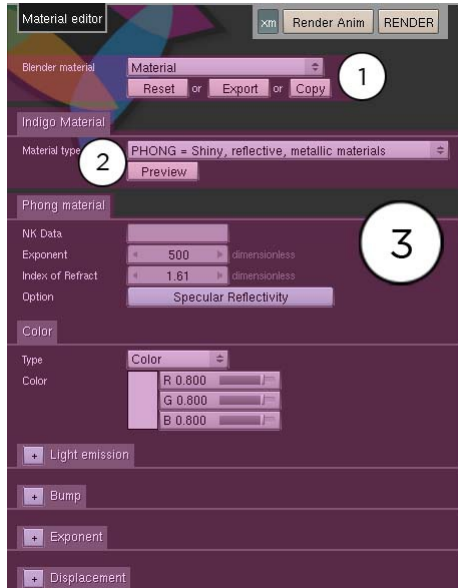 Material editor
xm Render Anim RENDER
Blender material Material
Reset or Export or Copy
1
Indigo Material
Material type PHONG = Shiny, reflective, metallic materials
2
Preview
Phong material
3
NK Data
Exponent 500 dimensionless
Index of Refract 1.61 dimensionless
Option Specular Reflectivity
Color
Type Color
Color R 0.800
G 0.800
B 0.800
+ Light emission
+ Bump
+ Exponent
+ Displacement